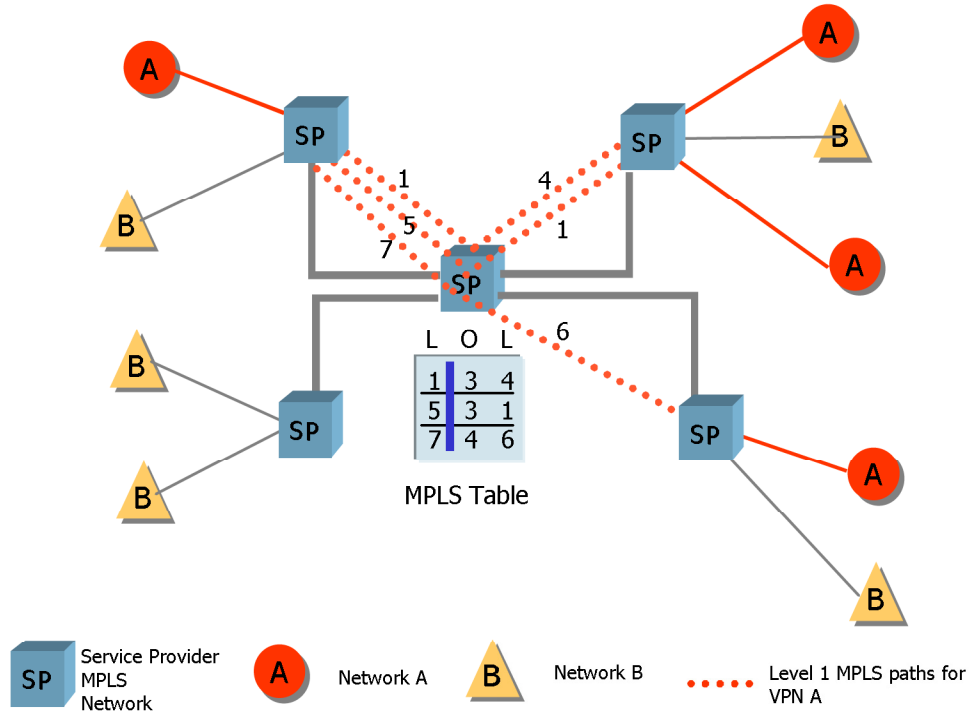 A
A
SP
SP
B
B
1
4
5
1
7
A
SP
6
L O L
B
1 3 4
5 3 1
7 4 6
SP
SP
A
B
MPLS Table
B
SP
Service Provider
MPLS
Network
A
Network A
B
Network B
Level 1 MPLS paths for
VPN A